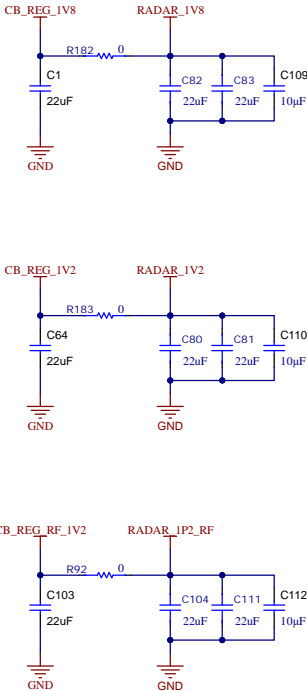 CB_REG_1V8 RADAR_1V8
R182 0
C1 C82 C83 C109
22uF 22uF 22uF 10µF
GND GND
CB_REG_1V2 RADAR_1V2
R183 0
C64 C80 C81 C110
22uF 22uF 22uF 10µF
GND GND
CB_REG_RF_1V2 RADAR_1P2_RF
R92 0
C103 C104 C111 C112
22uF 22uF 22uF 10µF
GND GND